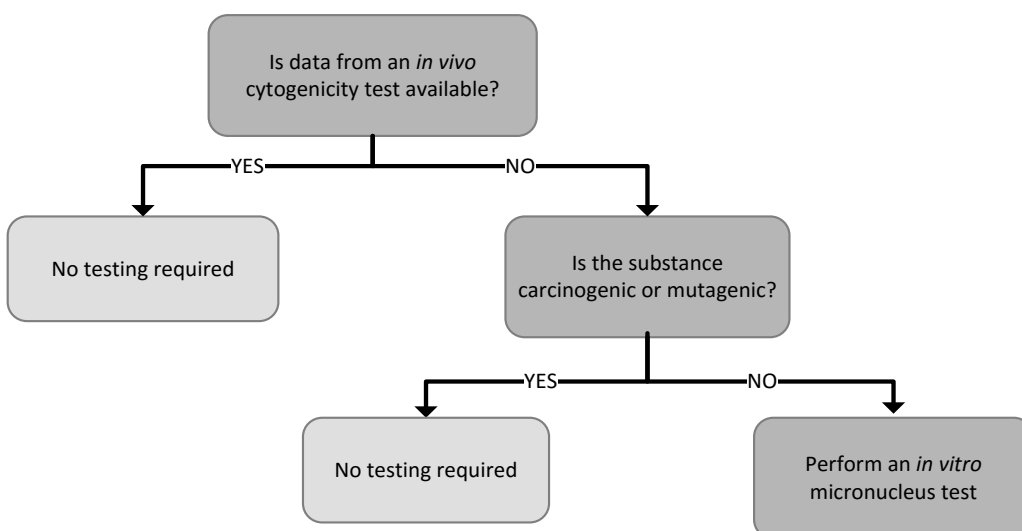 Is data from an in vivo
cytogenicity test available?
YES
NO
No testing required
Is the substance
carcinogenic or mutagenic?
YES
NO
No testing required
Perform an in vitro
micronucleus test